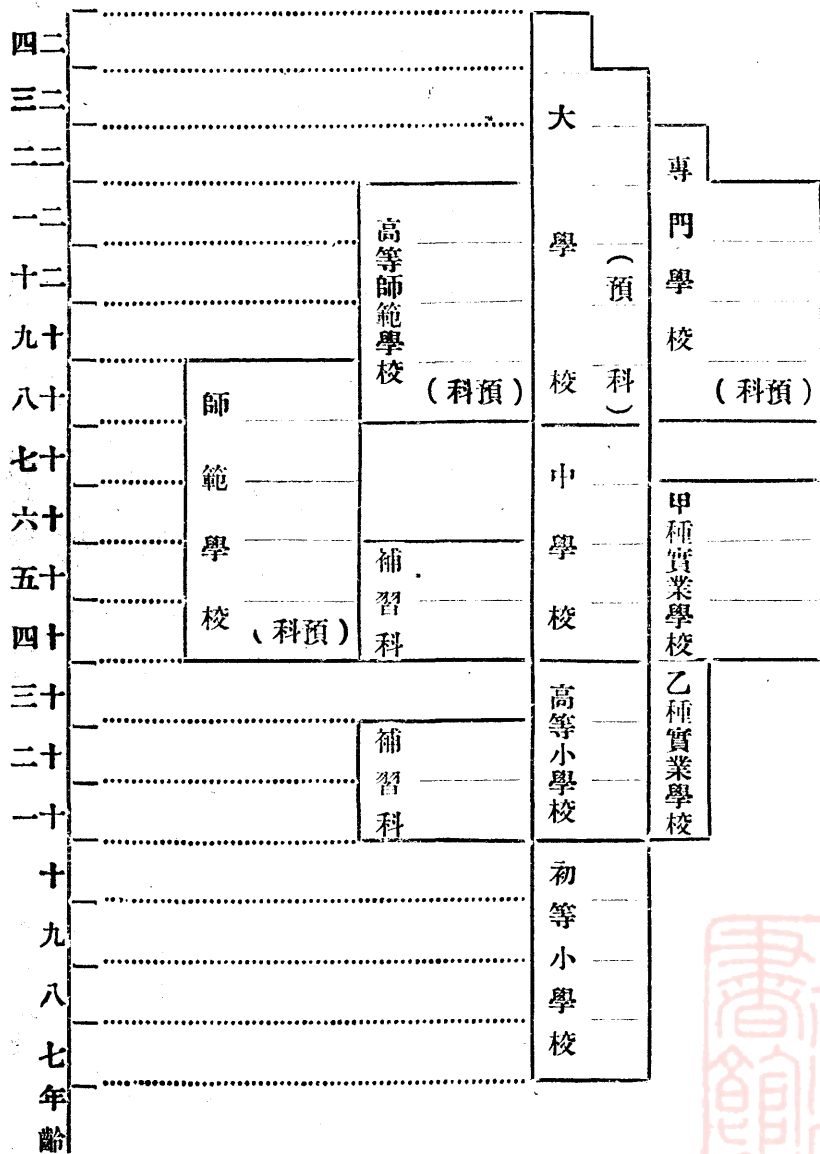 四二
三二
二二
一二
十二
九十
八十
七十
六十
五十
四十
三十
二十
一十
十
九
八
七
年齡
師範學校
(科預)
高等師範學校
(科預)
補習科
補習科
大學校
(預科)
中學校
高等小學校
初等小學校
專門學校
(科預)
甲種實業學校
乙種實業學校